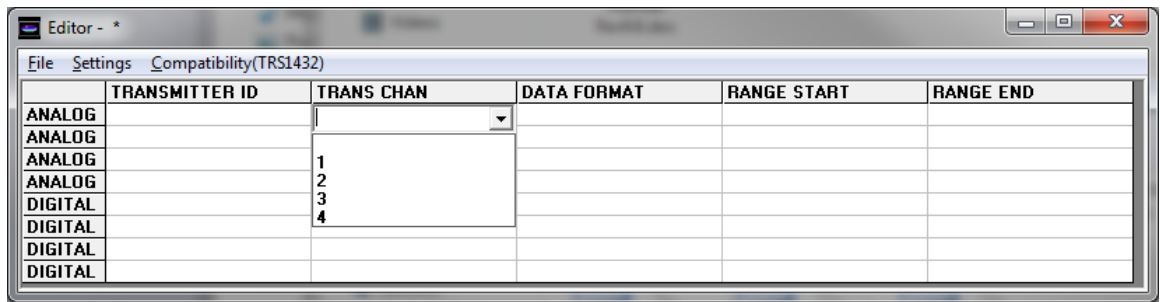 Editor - *
File Settings Compatibility(TRS1432)
TRANSMITTER ID TRANS CHAN DATA FORMAT RANGE START RANGE END
ANALOG
ANALOG
ANALOG 1
ANALOG 2
DIGITAL 3
DIGITAL 4
DIGITAL
DIGITAL